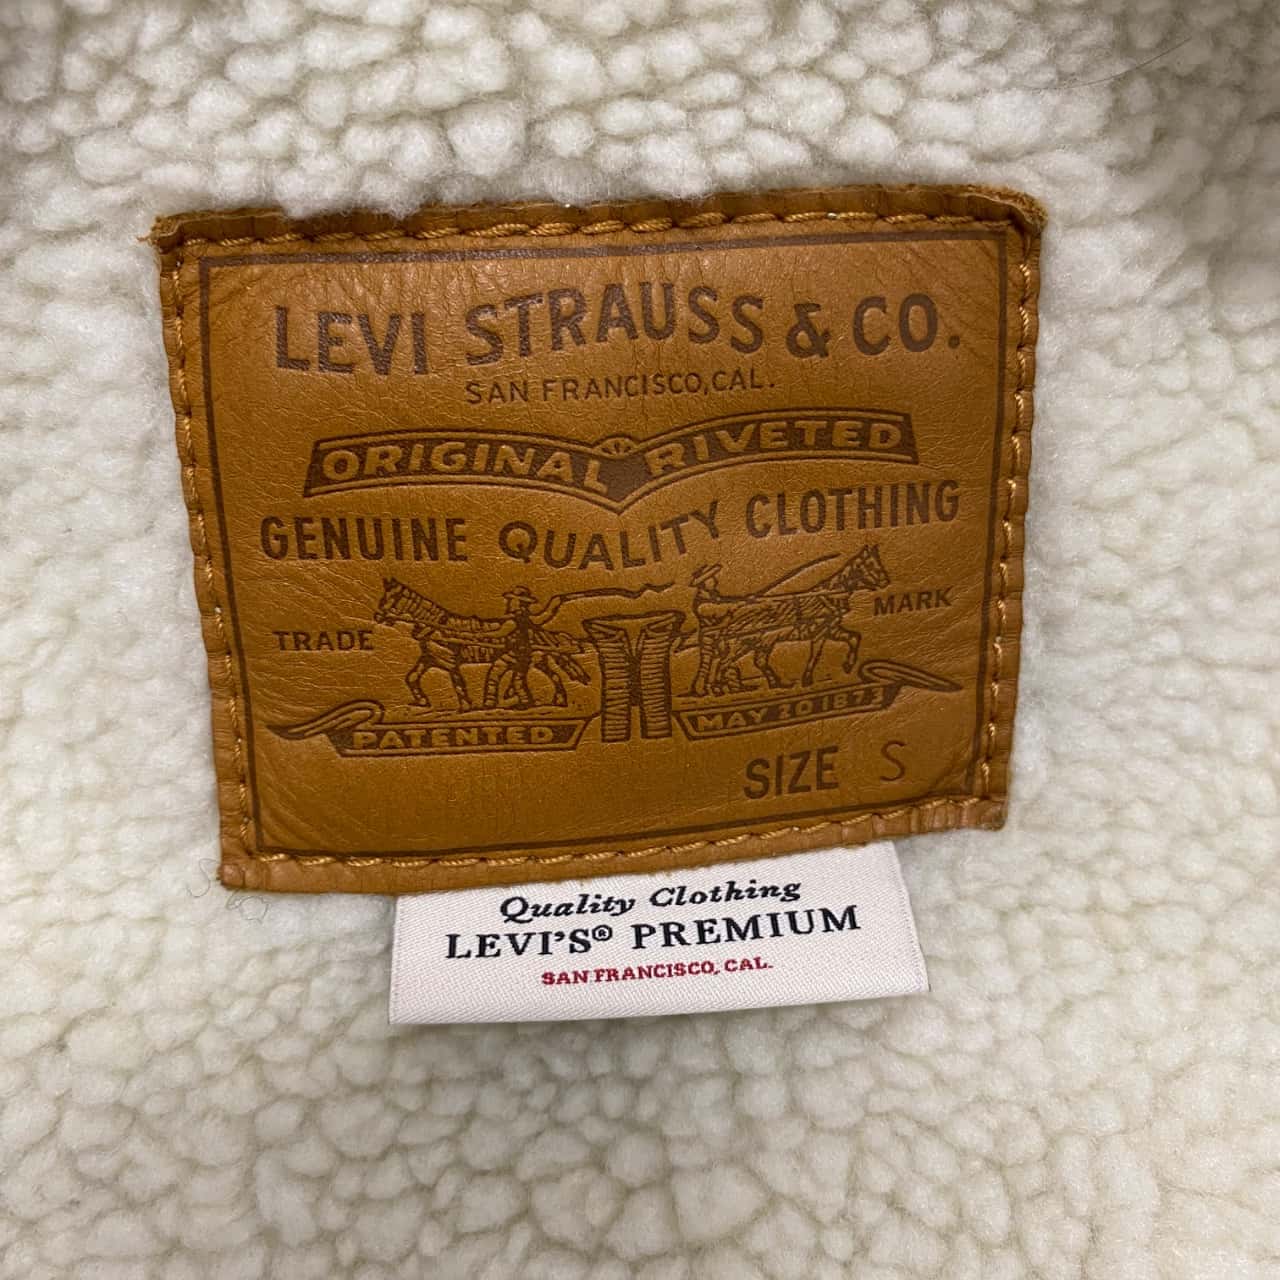 LEVI STRAUSS & CO.
SAN FRANCISCO, CAL.
ORIGINAL RIVETED
GENUINE QUALITY CLOTHING
TRADE MARK
PATENTED MAY 20 1873
SIZE S
Quality Clothing
LEVI'S® PREMIUM
SAN FRANCISCO, CAL.